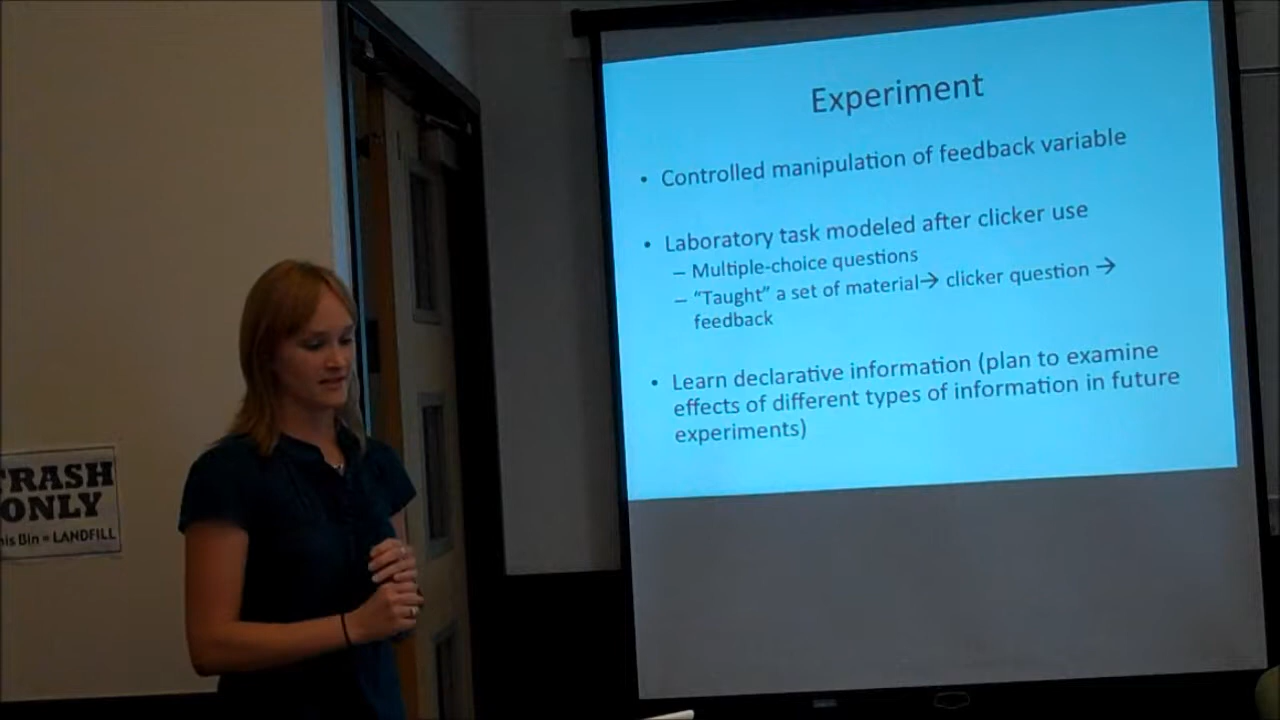 Experiment
• Controlled manipulation of feedback variable
• Laboratory task modeled after clicker use
– Multiple-choice questions
– “Taught” a set of material→ clicker question →
feedback
• Learn declarative information (plan to examine
effects of different types of information in future
experiments)
TRASH
ONLY
his Bin = LANDFILL